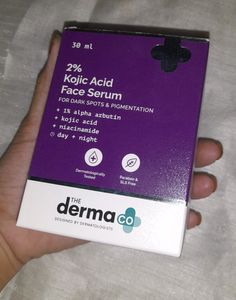 30 ml
2%
Kojic Acid
Face Serum
FOR DARK SPOTS & PIGMENTATION
+ 1% alpha arbutin
+ kojic acid
+ niacinamide
day + night
Dermatologically
Tested
Paraben &
SLS Free
THE
derma co
DESIGNED BY DERMATOLOGISTS